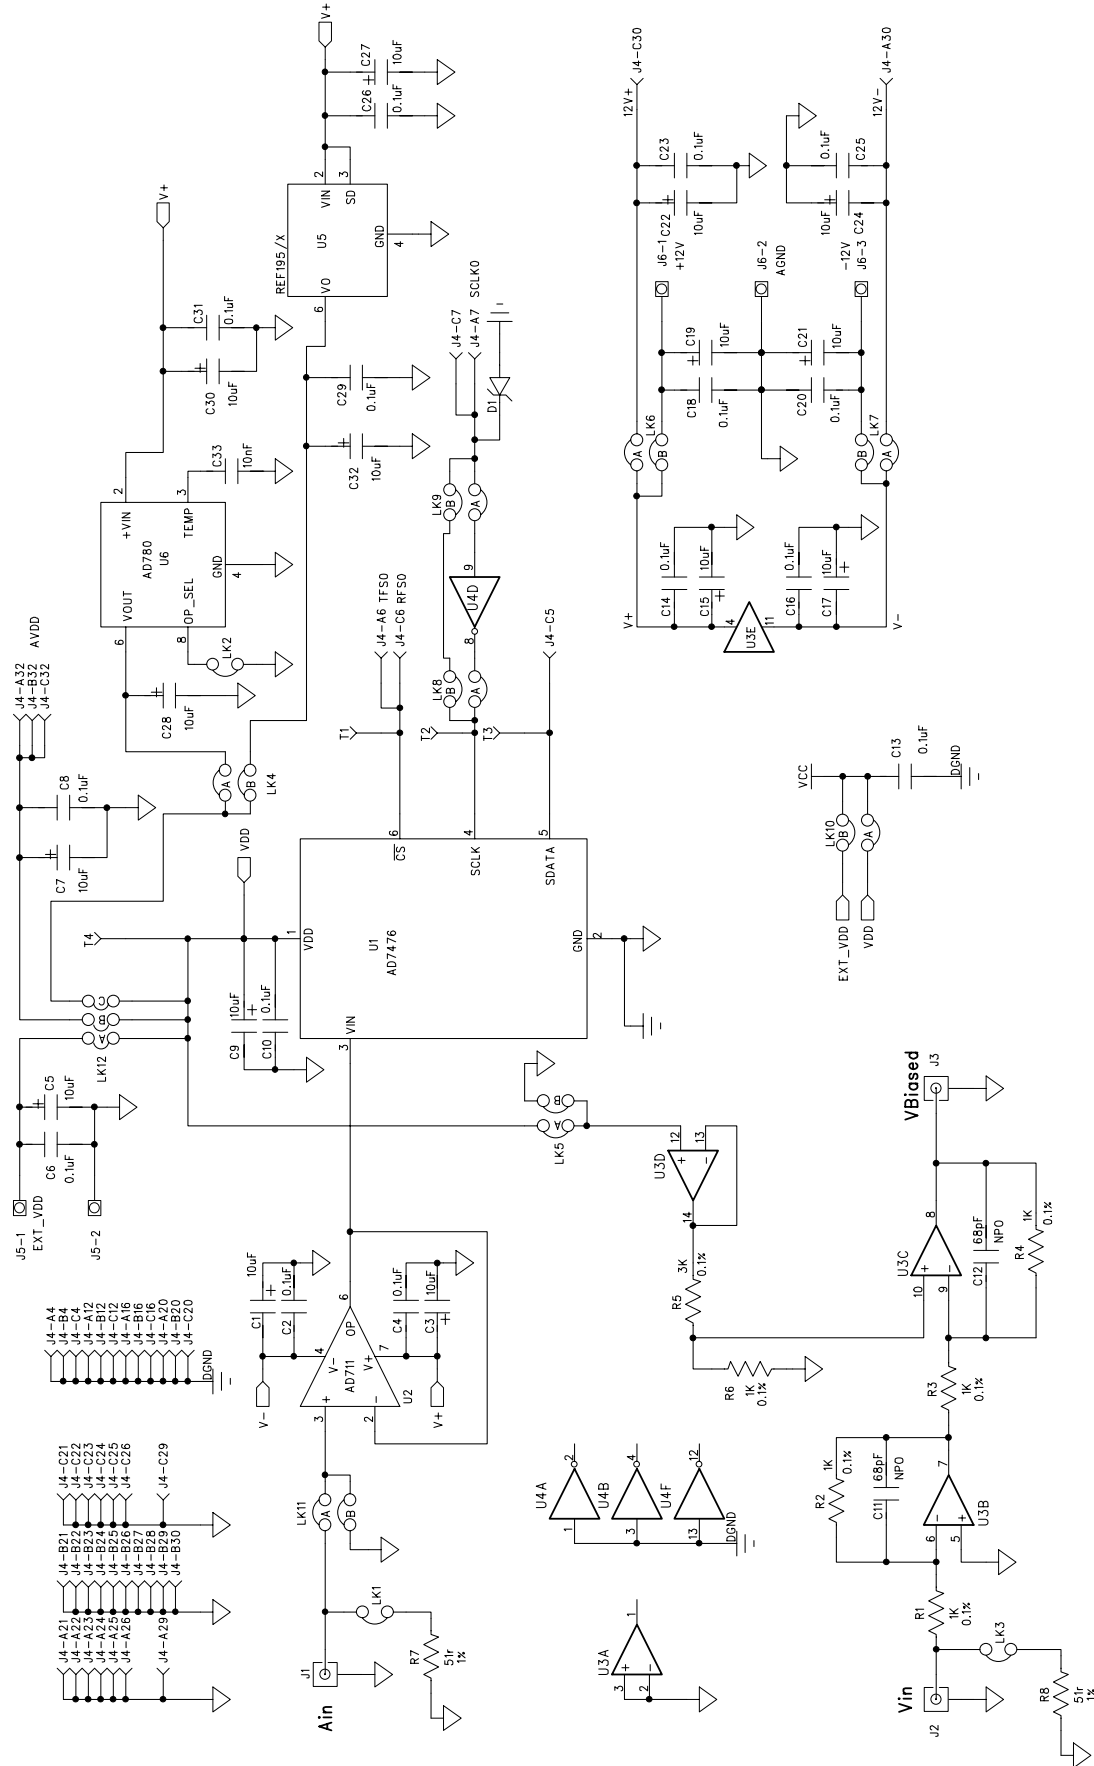 V+
C27
10uF
C26
0.1uF
V+
2
3
VIN
SD
U5
REF195/X
GND
4
VO
6
C31
0.1uF
C30
10uF
C29
0.1uF
C32
10uF
2
3
+VIN
TEMP
C33
10nF
AD780
U6
GND
4
VOUT
OP_SEL
6
8
LK2
C28
10uF
J4-A32
J4-B32
J4-C32
AVDD
C8
0.1uF
C7
10uF
A
B
LK4
VDD
T4
C
B
A
LK12
C5
10uF
C6
0.1uF
J5-1
EXT_VDD
J5-2
10uF
0.1uF
C9
C10
1
VDD
U1
AD7476
VIN
3
6
CS
4
SCLK
5
SDATA
GND
2
T1
T2
T3
J4-A6 TFS0
J4-C6 RFS0
J4-C5
J4-C7
J4-A7 SCLK0
D1
LK9
B
A
9
U4D
8
LK8
B
A
J4-C30
12V+
J4-A30
12V-
C23
0.1uF
C22
10uF
C25
0.1uF
C24
10uF
J6-1
+12V
J6-2
AGND
-12V
J6-3
C19
10uF
C18
0.1uF
C21
10uF
C20
0.1uF
LK6
A
B
LK7
B
A
0.1uF
10uF
C14
C15
0.1uF
10uF
C16
C17
V+
V-
4
U3E
11
VCC
C13
0.1uF
DGND
LK10
B
A
EXT_VDD
VDD
J4-A4
J4-B4
J4-C4
J4-A12
J4-B12
J4-C12
J4-A16
J4-B16
J4-C16
J4-A20
J4-B20
J4-C20
DGND
J4-C21
J4-C22
J4-C23
J4-C24
J4-C25
J4-C26
J4-C29
J4-B21
J4-B22
J4-B23
J4-B24
J4-B25
J4-B26
J4-B27
J4-B28
J4-B29
J4-B30
J4-A21
J4-A22
J4-A23
J4-A24
J4-A25
J4-A26
J4-A29
10uF
0.1uF
C1
C2
0.1uF
10uF
C4
C3
V-
V+
4
V-
OP
6
AD711
V+
7
U2
3
2
LK11
A
B
LK1
J1
Ain
R7
51r
1%
LK5
A
B
12
13
U3D
14
R5
3K
0.1%
R6
1K
0.1%
VBiased
J3
8
U3C
10
9
68pF
NPO
C12
R4
1K
0.1%
R3
1K
0.1%
R2
1K
0.1%
68pF
NPO
C11
7
U3B
6
5
R1
1K
0.1%
LK3
Vin
J2
R8
51r
1%
U4A
2
1
U4B
4
3
U4F
12
13
DGND
U3A
1
3
2